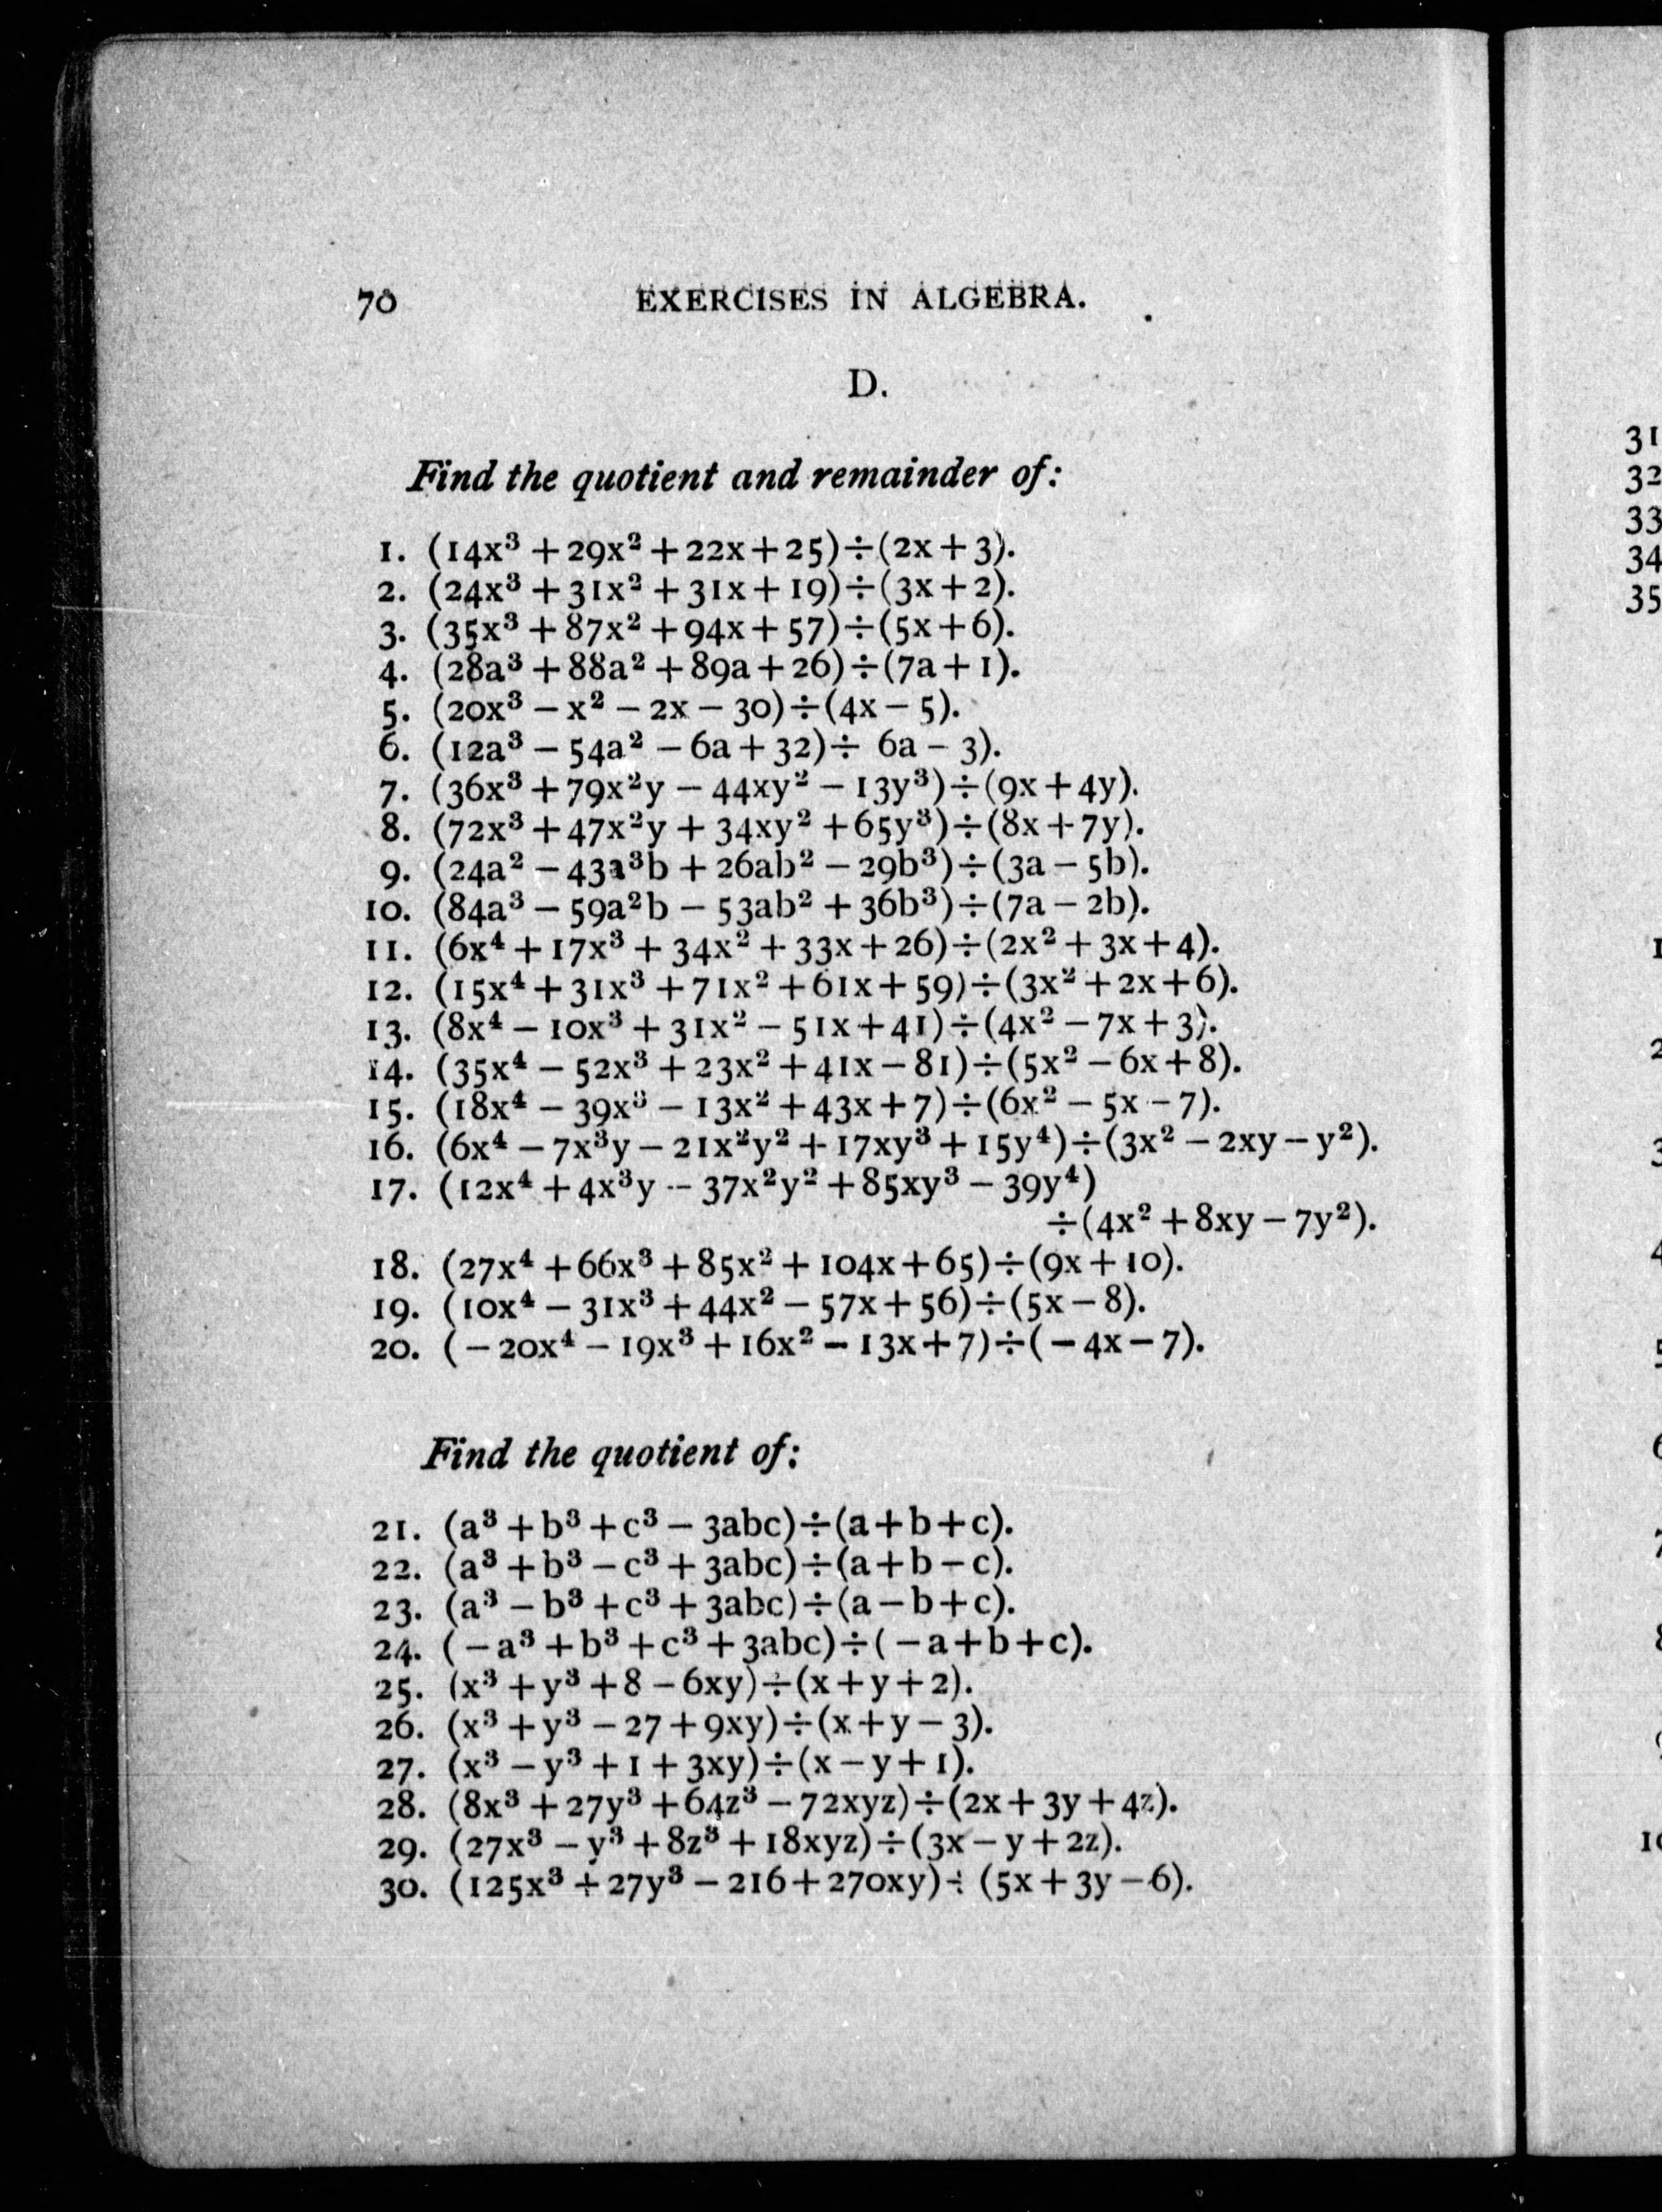 70 EXERCISES IN ALGEBRA.
D.
Find the quotient and remainder of:
1. (14x³ + 29x² + 22x + 25) ÷ (2x + 3).
2. (24x³ + 31x² + 31x + 19) ÷ (3x + 2).
3. (35x³ + 87x² + 94x + 57) ÷ (5x + 6).
4. (28a³ + 88a² + 89a + 26) ÷ (7a + 1).
5. (20x³ − x² − 2x − 30) ÷ (4x − 5).
6. (12a³ − 54a² − 6a + 32) ÷ 6a − 3).
7. (36x³ + 79x²y − 44xy² − 13y³) ÷ (9x + 4y).
8. (72x³ + 47x²y + 34xy² + 65y³) ÷ (8x + 7y).
9. (24a² − 43a³b + 26ab² − 29b³) ÷ (3a − 5b).
10. (84a³ − 59a²b − 53ab² + 36b³) ÷ (7a − 2b).
11. (6x⁴ + 17x³ + 34x² + 33x + 26) ÷ (2x² + 3x + 4).
12. (15x⁴ + 31x³ + 71x² + 61x + 59) ÷ (3x² + 2x + 6).
13. (8x⁴ − 10x³ + 31x² − 51x + 41) ÷ (4x² − 7x + 3).
14. (35x⁴ − 52x³ + 23x² + 41x − 81) ÷ (5x² − 6x + 8).
15. (18x⁴ − 39x³ − 13x² + 43x + 7) ÷ (6x² − 5x − 7).
16. (6x⁴ − 7x³y − 21x²y² + 17xy³ + 15y⁴) ÷ (3x² − 2xy − y²).
17. (12x⁴ + 4x³y − 37x²y² + 85xy³ − 39y⁴)
÷ (4x² + 8xy − 7y²).
18. (27x⁴ + 66x³ + 85x² + 104x + 65) ÷ (9x + 10).
19. (10x⁴ − 31x³ + 44x² − 57x + 56) ÷ (5x − 8).
20. (− 20x⁴ − 19x³ + 16x² − 13x + 7) ÷ (− 4x − 7).
Find the quotient of:
21. (a³ + b³ + c³ − 3abc) ÷ (a + b + c).
22. (a³ + b³ − c³ + 3abc) ÷ (a + b − c).
23. (a³ − b³ + c³ + 3abc) ÷ (a − b + c).
24. (− a³ + b³ + c³ + 3abc) ÷ (− a + b + c).
25. (x³ + y³ + 8 − 6xy) ÷ (x + y + 2).
26. (x³ + y³ − 27 + 9xy) ÷ (x + y − 3).
27. (x³ − y³ + 1 + 3xy) ÷ (x − y + 1).
28. (8x³ + 27y³ + 64z³ − 72xyz) ÷ (2x + 3y + 4z).
29. (27x³ − y³ + 8z³ + 18xyz) ÷ (3x − y + 2z).
30. (125x³ + 27y³ − 216 + 270xy) ÷ (5x + 3y − 6).
31
32
33
34
35